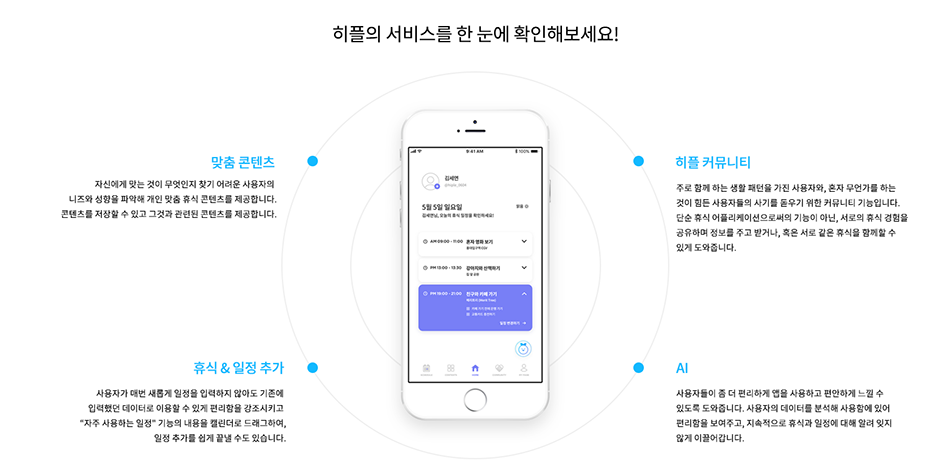 히플의 서비스를 한 눈에 확인해보세요!
맞춤 콘텐츠
자신에게 맞는 것이 무엇인지 찾기 어려운 사용자의
니즈와 성향을 파악해 개인 맞춤 휴식 콘텐츠를 제공합니다.
콘텐츠를 저장할 수 있고 그것과 관련된 콘텐츠를 제공합니다.
휴식 & 일정 추가
사용자가 매번 새롭게 일정을 입력하지 않아도 기존에
입력했던 데이터로 이용할 수 있게 편리함을 강조시키고
"자주 사용하는 일정" 기능의 내용을 캘린더로 드래그하여,
일정 추가를 쉽게 끝낼 수도 있습니다.
9:41 AM
100%
김세연
5월 5일 일요일
김세연님, 오늘의 휴식 일정을 확인하세요!
AM 09:00 - 11:00 혼자 영화 보기
PM 13:00 - 15:30 강아지와 산책하기
집 앞 공원
PM 18:00 - 21:00 친구와 카페 가기
일정 변경하기
히플 커뮤니티
주로 함께 하는 생활 패턴을 가진 사용자와, 혼자 무언가를 하는
것이 힘든 사용자들의 사기를 돋우기 위한 커뮤니티 기능입니다.
단순 휴식 어플리케이션으로써의 기능이 아닌, 서로의 휴식 경험을
공유하며 정보를 주고 받거나, 혹은 서로 같은 휴식을 함께할 수
있게 도와줍니다.
AI
사용자들이 좀 더 편리하게 앱을 사용하고 편안하게 느낄 수
있도록 도와줍니다. 사용자의 데이터를 분석해 사용함에 있어
편리함을 보여주고, 지속적으로 휴식과 일정에 대해 알려 잊지
않게 이끌어갑니다.